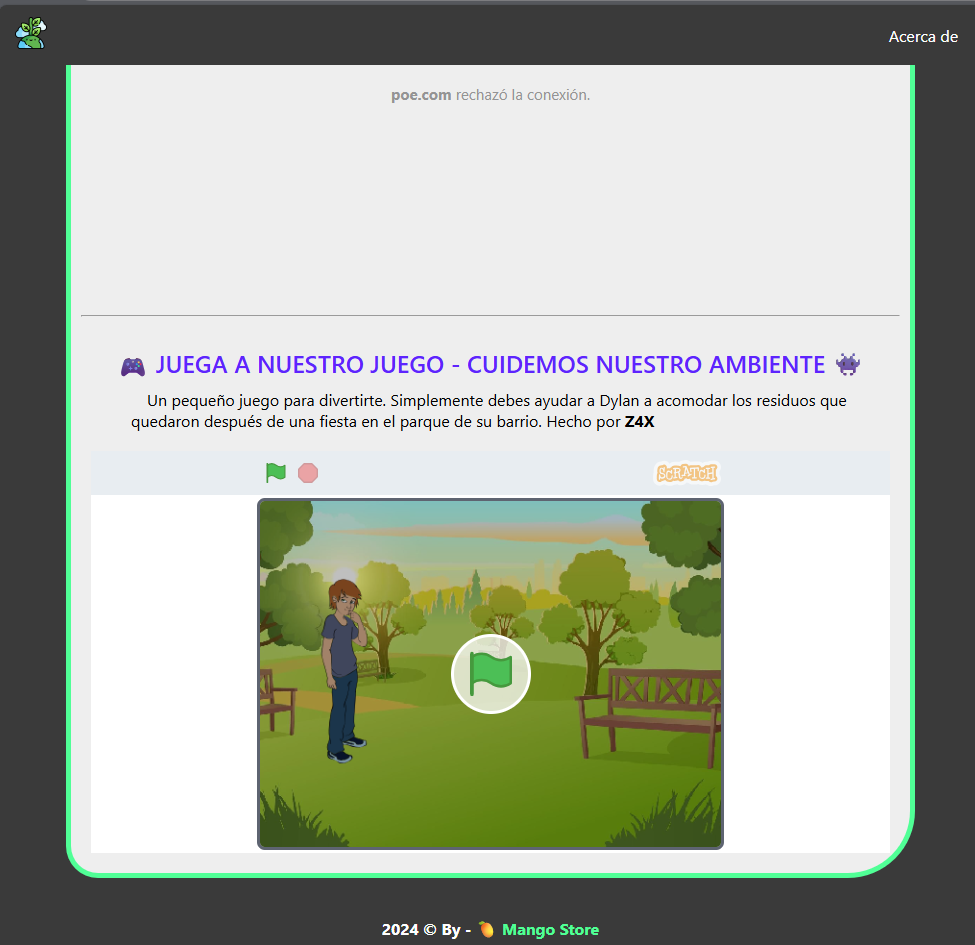 Acerca de
poe.com rechazó la conexión.
🎮 JUEGA A NUESTRO JUEGO - CUIDEMOS NUESTRO AMBIENTE 👾
Un pequeño juego para divertirte. Simplemente debes ayudar a Dylan a acomodar los residuos que
quedaron después de una fiesta en el parque de su barrio. Hecho por Z4X
SCRATCH
2024 © By - 🥭 Mango Store